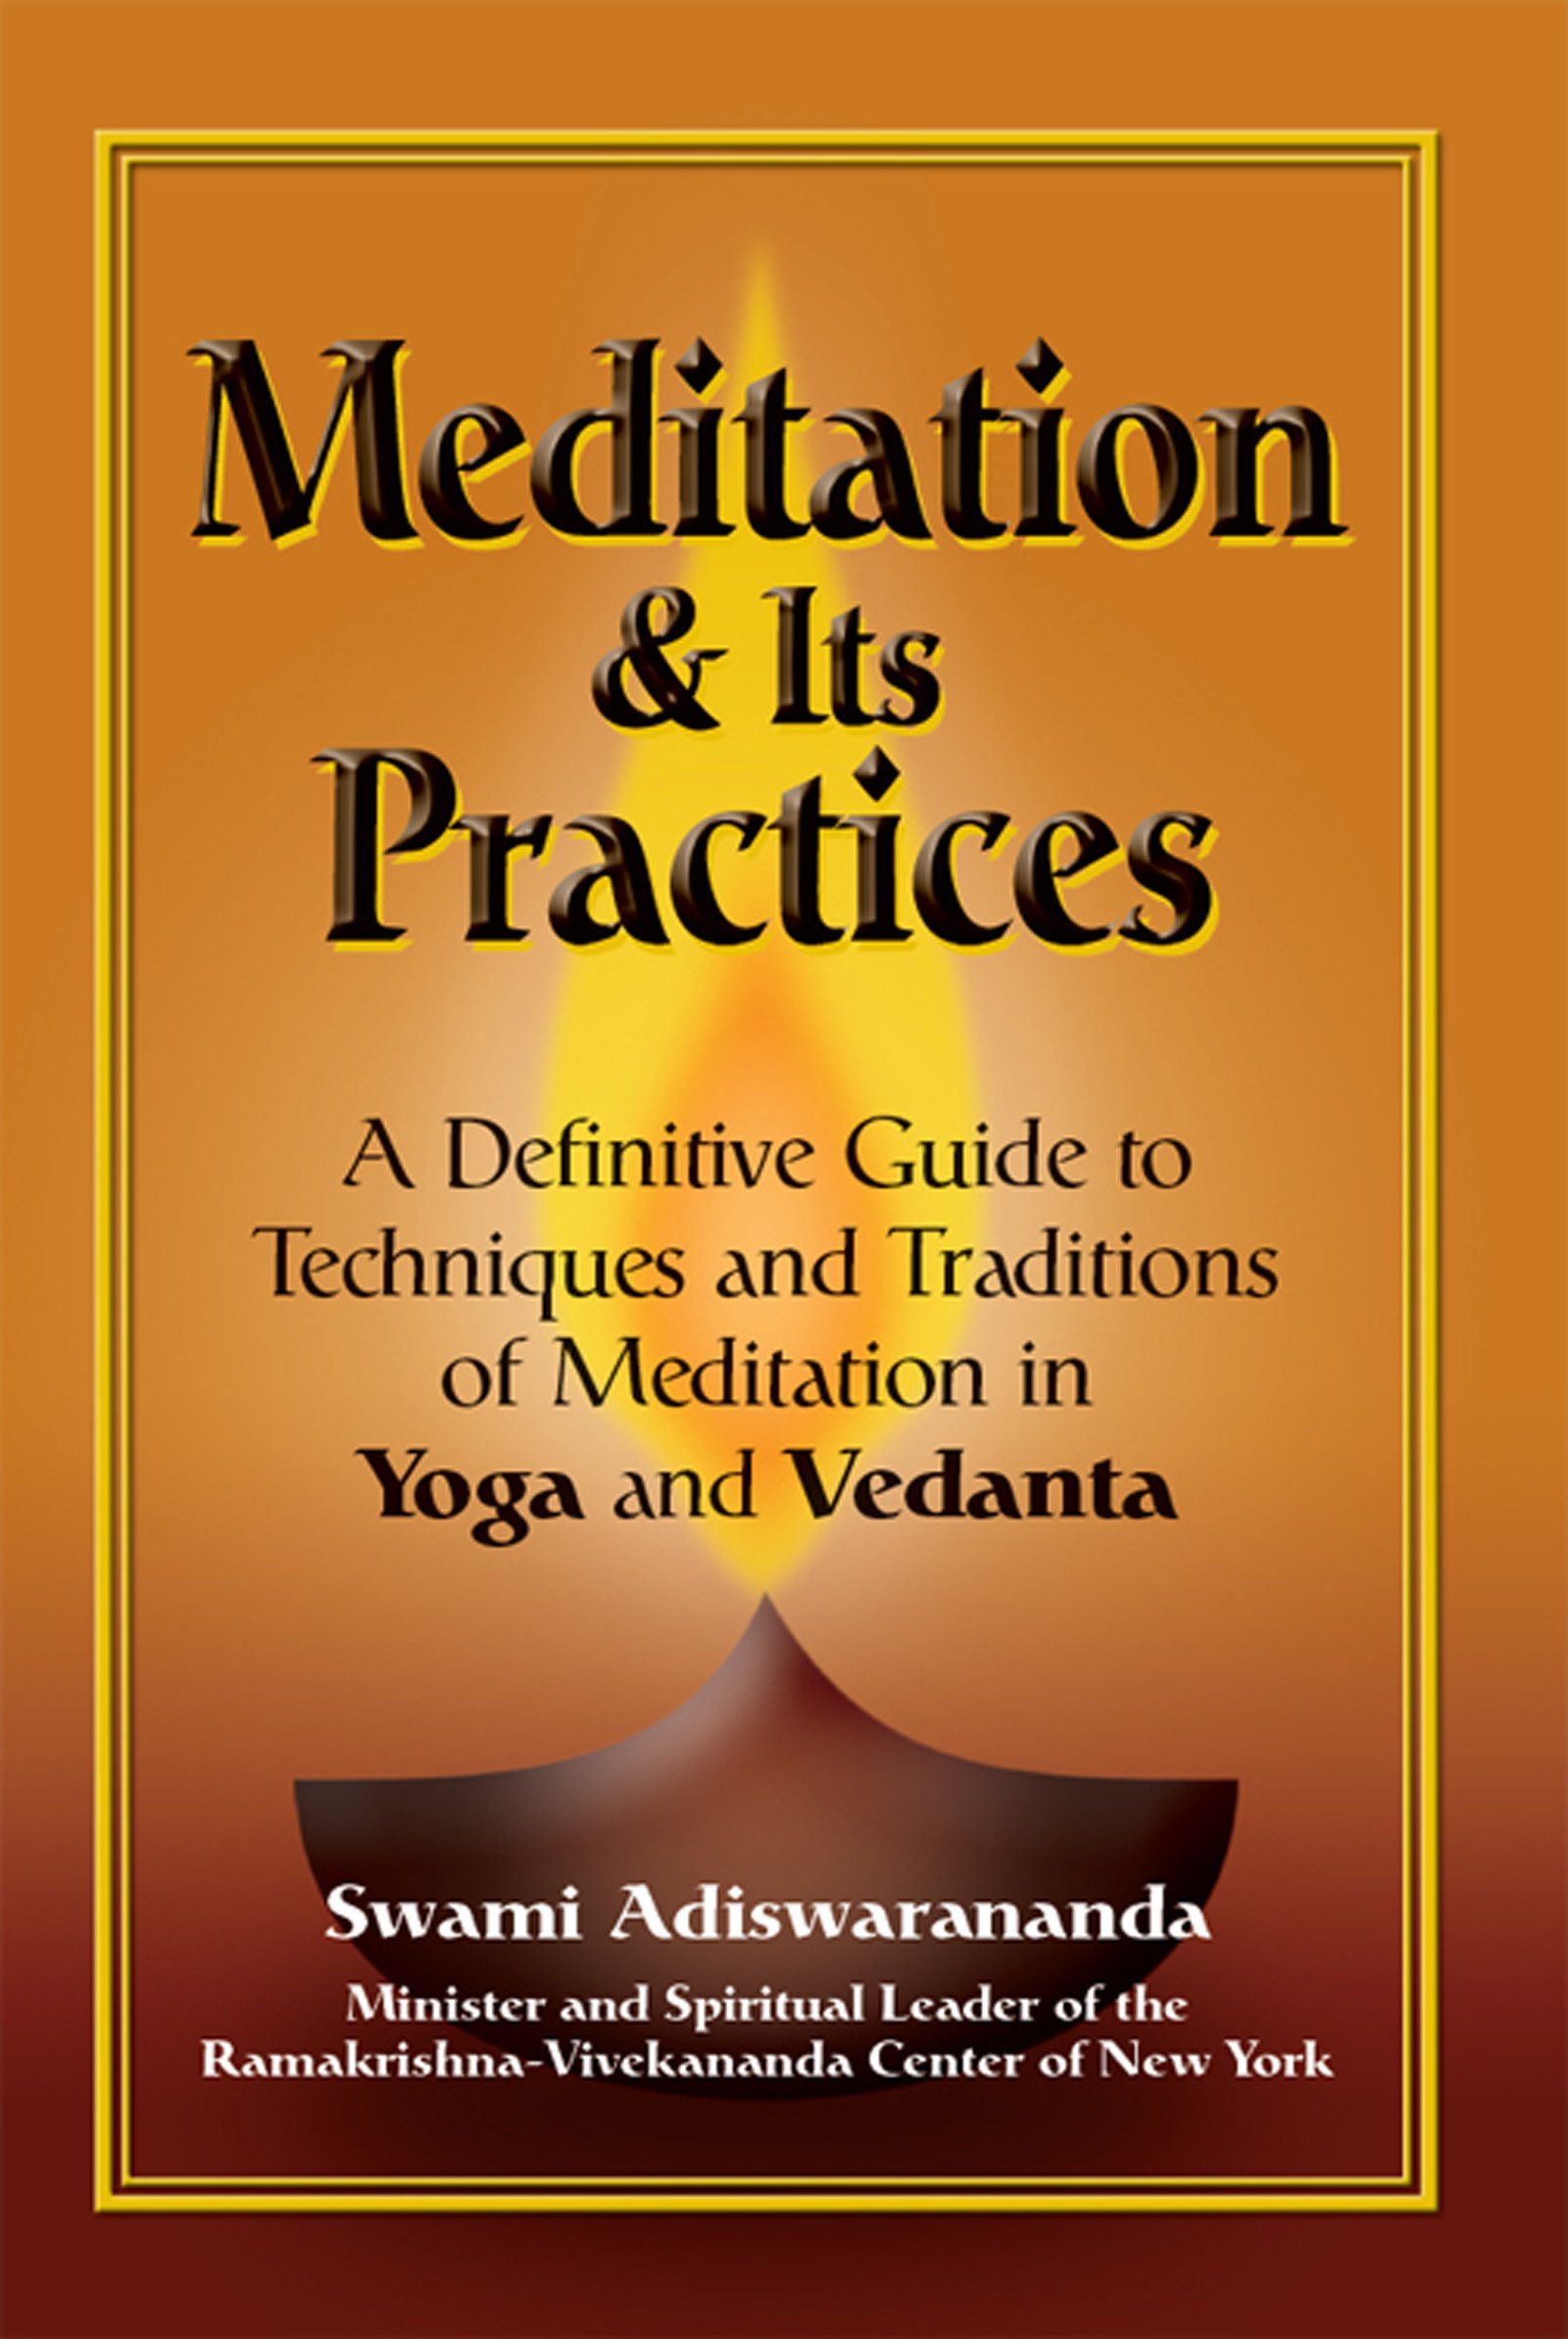 Meditation
& Its
Practices
A Definitive Guide to
Techniques and Traditions
of Meditation in
Yoga and Vedanta
Swami Adiswarananda
Minister and Spiritual Leader of the
Ramakrishna-Vivekananda Center of New York